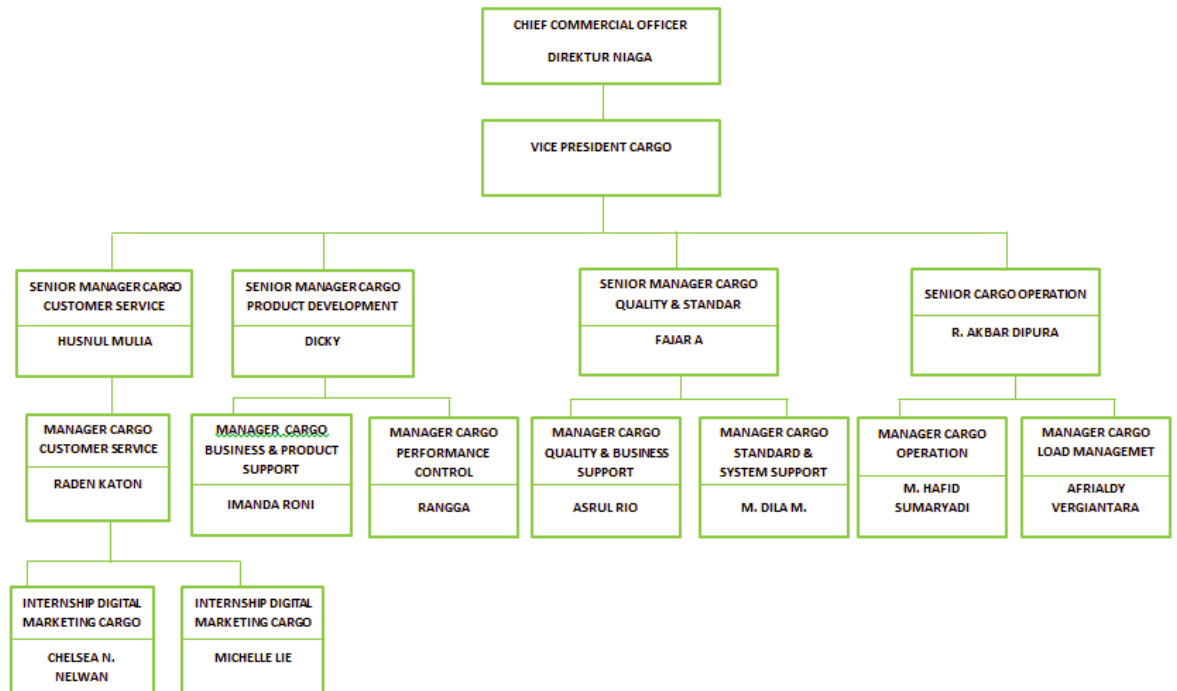 CHIEF COMMERCIAL OFFICER
DIREKTUR NIAGA
VICE PRESIDENT CARGO
SENIOR MANAGER CARGO
CUSTOMER SERVICE
HUSNUL MULIA
SENIOR MANAGER CARGO
PRODUCT DEVELOPMENT
DICKY
SENIOR MANAGER CARGO
QUALITY & STANDAR
FAJAR A
SENIOR CARGO OPERATION
R. AKBAR DIPURA
MANAGER CARGO
CUSTOMER SERVICE
RADEN KATON
MANAGER CARGO
BUSINESS & PRODUCT
SUPPORT
IMANDA RONI
MANAGER CARGO
PERFORMANCE
CONTROL
RANGGA
MANAGER CARGO
QUALITY & BUSINESS
SUPPORT
ASRUL RIO
MANAGER CARGO
STANDARD &
SYSTEM SUPPORT
M. DILA M.
MANAGER CARGO
OPERATION
M. HAFID
SUMARYADI
MANAGER CARGO
LOAD MANAGEMET
AFRIALDY
VERGIANTARA
INTERNSHIP DIGITAL
MARKETING CARGO
CHELSEA N.
NELWAN
INTERNSHIP DIGITAL
MARKETING CARGO
MICHELLE LIE